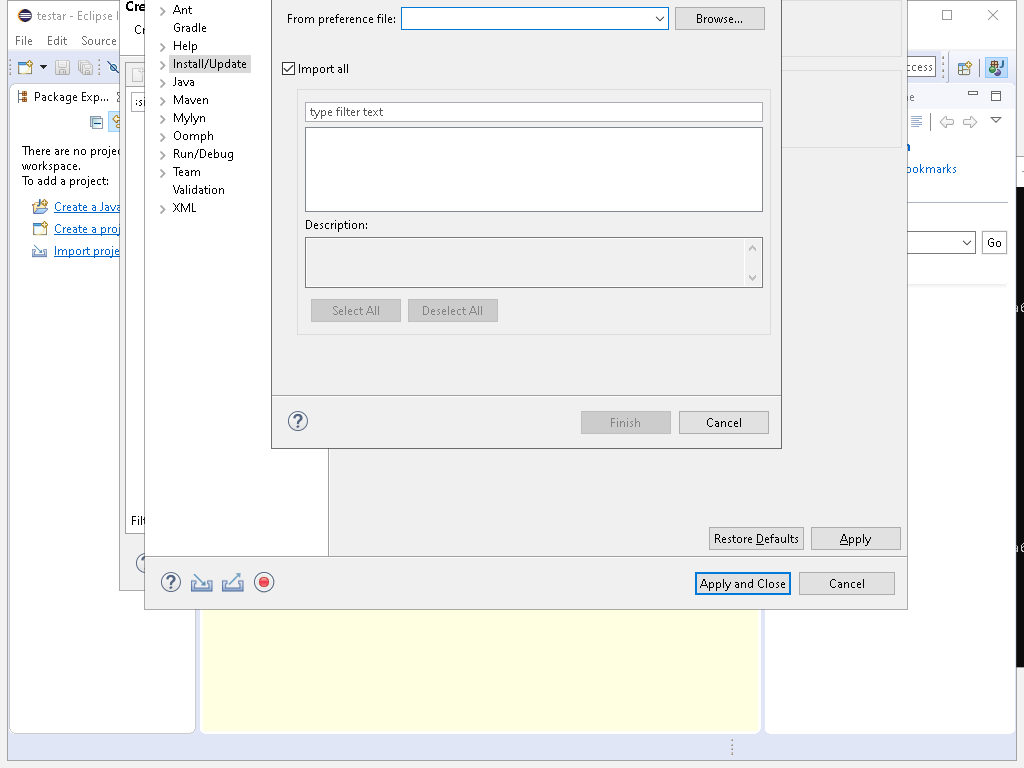 testar - Eclipse I
File Edit Source
Package Exp...
There are no proje
workspace.
To add a project:
Create a Java
Create a proj
Import proje
Cre
Cr
Filt
Ant
Gradle
Help
Install/Update
Java
Maven
Mylyn
Oomph
Run/Debug
Team
Validation
XML
From preference file:
Browse...
Import all
type filter text
Description:
Select All
Deselect All
Finish
Cancel
Restore Defaults
Apply
Apply and Close
Cancel
ccess
ookmarks
Go